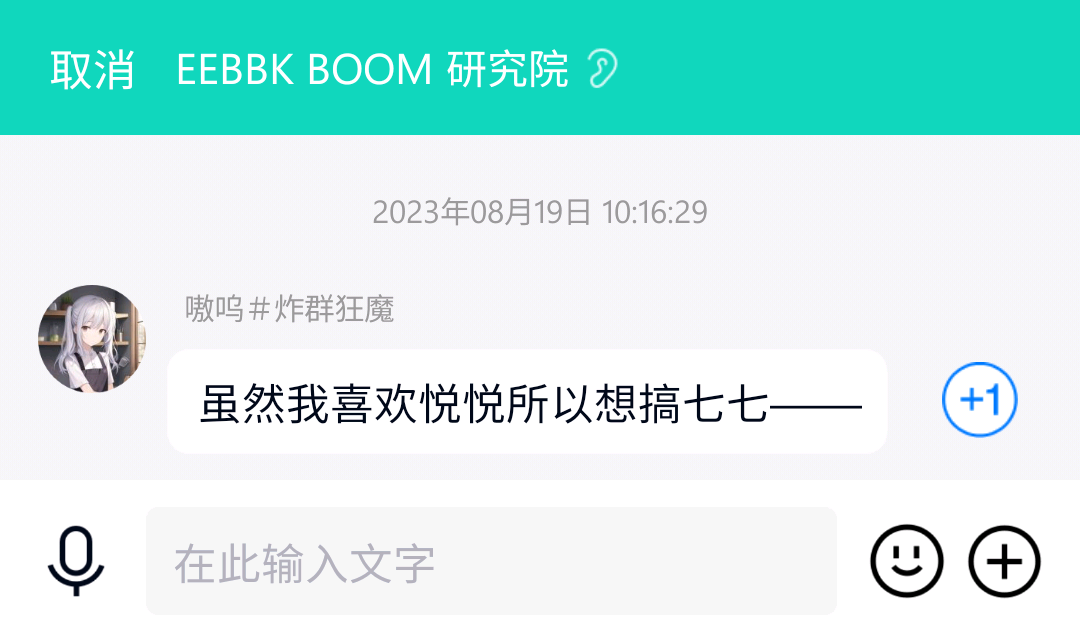 取消 EEBBK BOOM 研究院
2023年08月19日 10:16:29
嗷呜＃炸群狂魔
虽然我喜欢悦悦所以想搞七七——
+1
在此输入文字